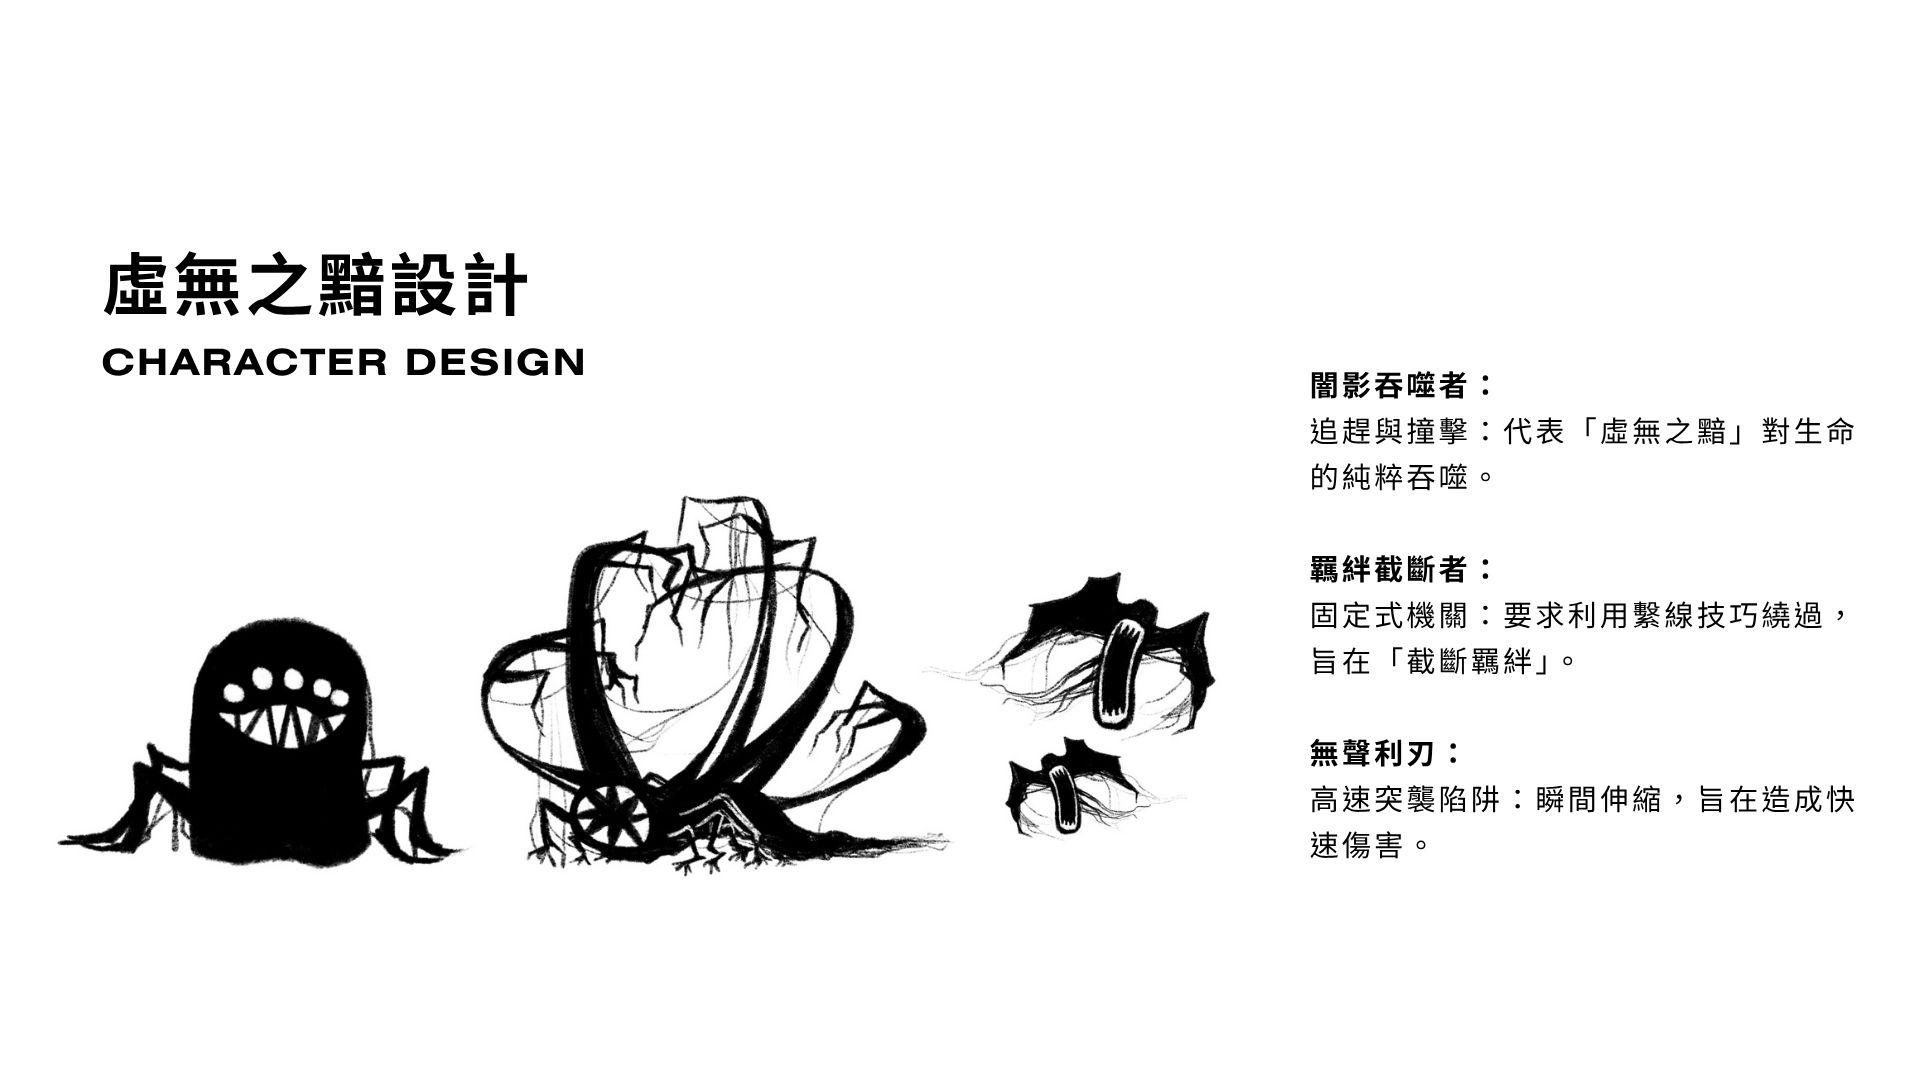 虛無之黯設計
CHARACTER DESIGN
闇影吞噬者：
追趕與撞擊：代表「虛無之黯」對生命
的純粹吞噬。
羈絆截斷者：
固定式機關：要求利用繫線技巧繞過，
旨在「截斷羈絆」。
無聲利刃：
高速突襲陷阱：瞬間伸縮，旨在造成快
速傷害。